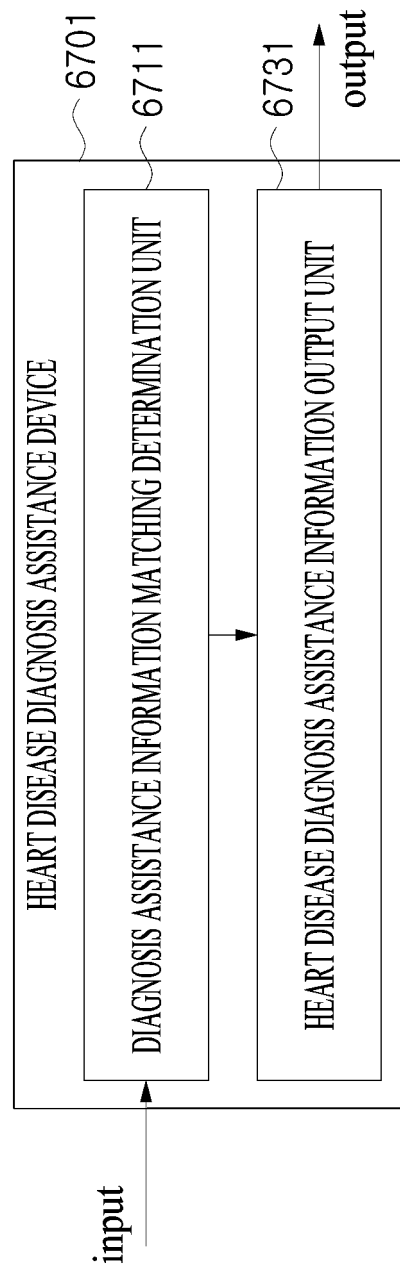 HEART DISEASE DIAGNOSIS ASSISTANCE DEVICE
6701
input
DIAGNOSIS ASSISTANCE INFORMATION MATCHING DETERMINATION UNIT
6711
HEART DISEASE DIAGNOSIS ASSISTANCE INFORMATION OUTPUT UNIT
6731
output